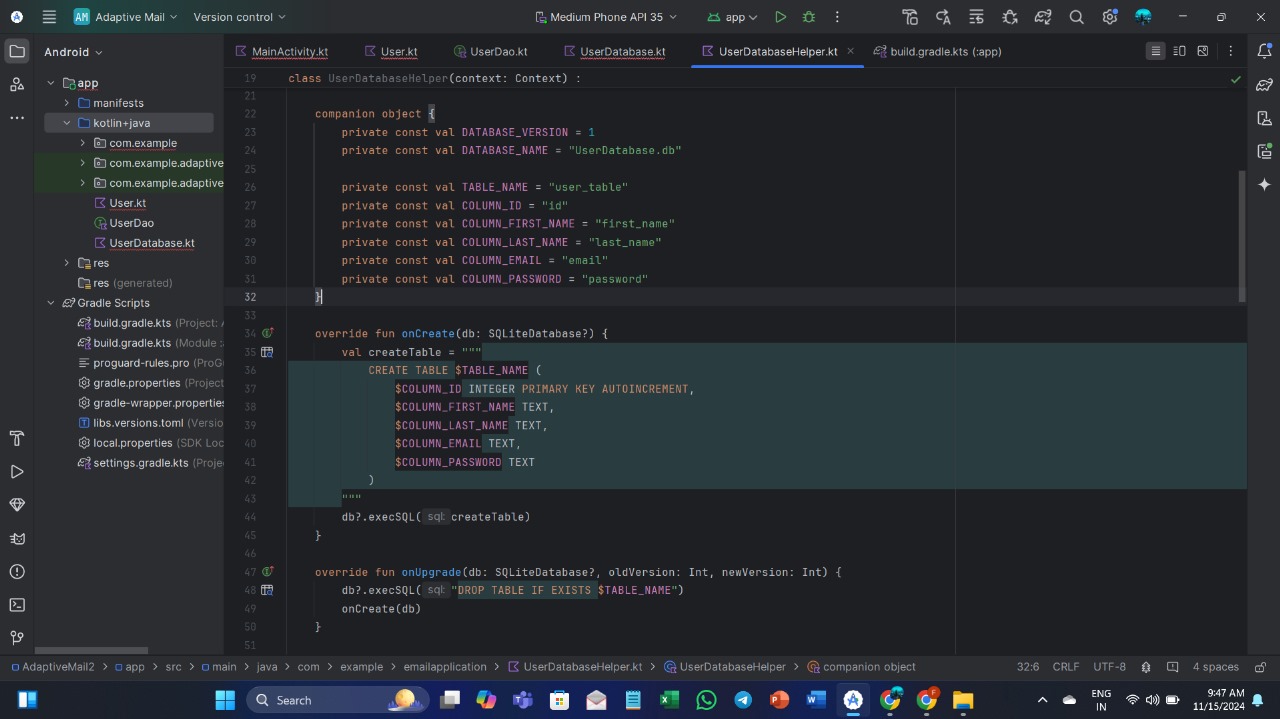 AM Adaptive Mail Version control Medium Phone API 35 app
Android
MainActivity.kt User.kt UserDao.kt UserDatabase.kt UserDatabaseHelper.kt build.gradle.kts (:app)
app
manifests
kotlin+java
com.example
com.example.adaptive
com.example.adaptive
User.kt
UserDao
UserDatabase.kt
res
res (generated)
Gradle Scripts
build.gradle.kts (Project: A
build.gradle.kts (Module :a
proguard-rules.pro (ProG
gradle.properties (Project
gradle-wrapper.properties
libs.versions.toml (Versio
local.properties (SDK Loc
settings.gradle.kts (Proje
19 class UserDatabaseHelper(context: Context) :
21
22 companion object {
23 private const val DATABASE_VERSION = 1
24 private const val DATABASE_NAME = "UserDatabase.db"
25
26 private const val TABLE_NAME = "user_table"
27 private const val COLUMN_ID = "id"
28 private const val COLUMN_FIRST_NAME = "first_name"
29 private const val COLUMN_LAST_NAME = "last_name"
30 private const val COLUMN_EMAIL = "email"
31 private const val COLUMN_PASSWORD = "password"
32 }
33
34 override fun onCreate(db: SQLiteDatabase?) {
35 val createTable = """
36 CREATE TABLE $TABLE_NAME (
37 $COLUMN_ID INTEGER PRIMARY KEY AUTOINCREMENT,
38 $COLUMN_FIRST_NAME TEXT,
39 $COLUMN_LAST_NAME TEXT,
40 $COLUMN_EMAIL TEXT,
41 $COLUMN_PASSWORD TEXT
42 )
43 """
44 db?.execSQL( sql: createTable)
45 }
46
47 override fun onUpgrade(db: SQLiteDatabase?, oldVersion: Int, newVersion: Int) {
48 db?.execSQL( sql: "DROP TABLE IF EXISTS $TABLE_NAME")
49 onCreate(db)
50 }
51
AdaptiveMail2 > app > src > main > java > com > example > emailapplication > UserDatabaseHelper.kt > UserDatabaseHelper > companion object 32:6 CRLF UTF-8 4 spaces
Search
ENG
IN
9:47 AM
11/15/2024